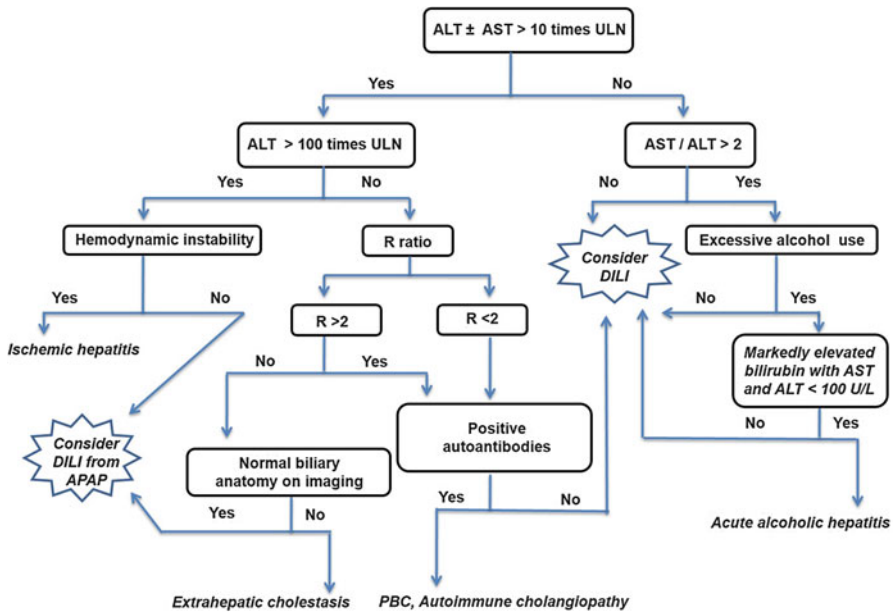 ALT ± AST > 10 times ULN
Yes
No
ALT > 100 times ULN
AST / ALT > 2
Yes
No
No
Yes
Hemodynamic instability
R ratio
Consider
DILI
Excessive alcohol use
Yes
No
R >2
R <2
No
Yes
Ischemic hepatitis
No
Yes
Markedly elevated
bilirubin with AST
and ALT < 100 U/L
Consider
DILI from
APAP
Normal biliary
anatomy on imaging
Positive
autoantibodies
No
Yes
Yes
No
Yes
No
Acute alcoholic hepatitis
Extrahepatic cholestasis
PBC, Autoimmune cholangiopathy